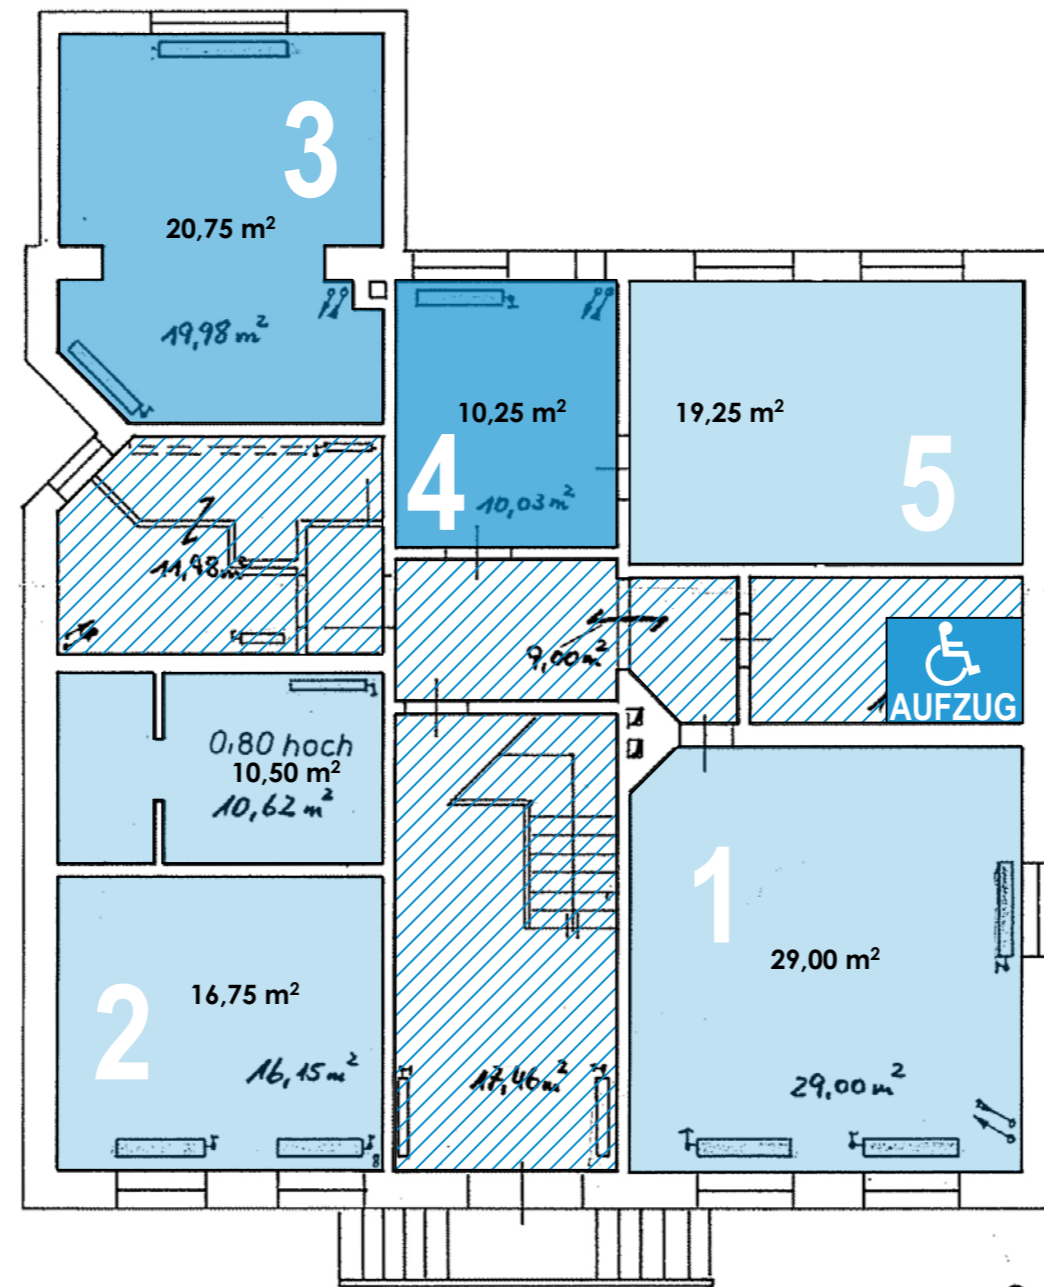 3
20,75 m²
19,98 m²
10,25 m²
4
10,03 m²
19,25 m²
5
11,98 m²
9,00 m²
AUFZUG
0,80 hoch
10,50 m²
10,62 m²
1
29,00 m²
2
16,75 m²
16,15 m²
17,46 m²
29,00 m²